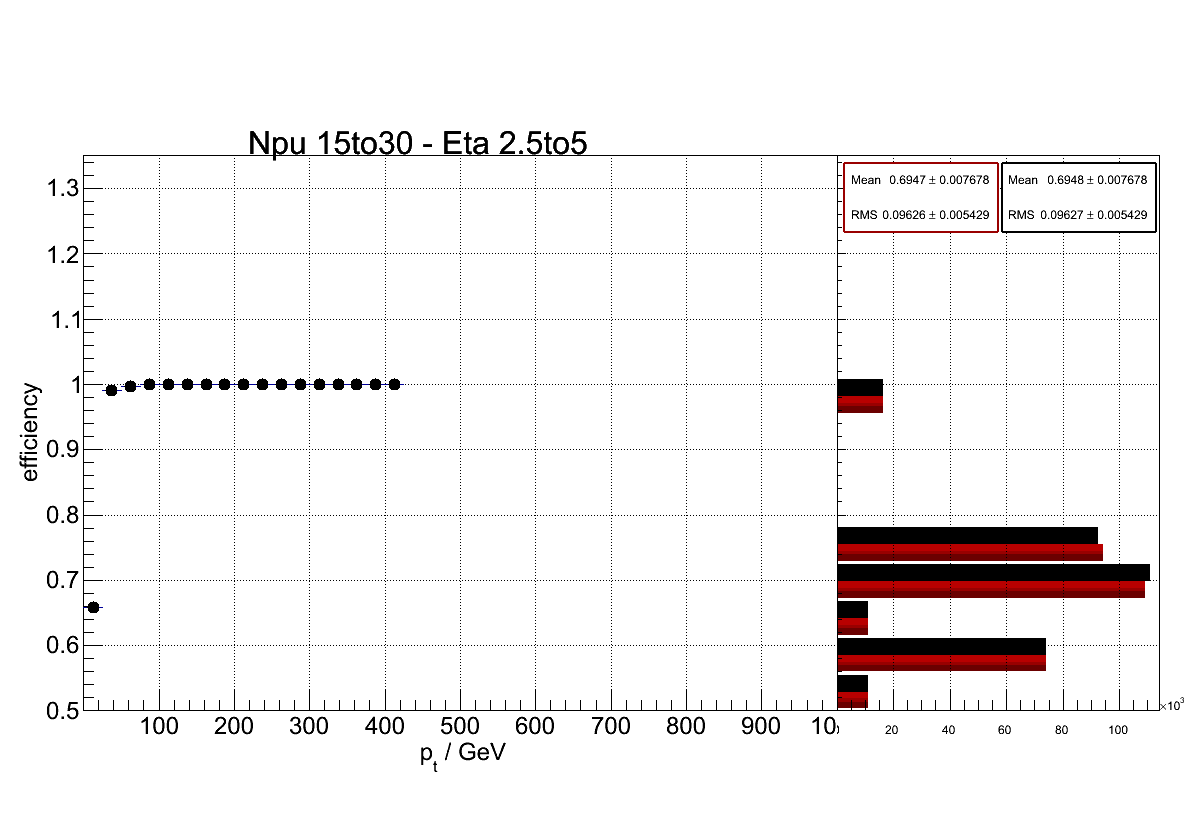 Npu 15to30 - Eta 2.5to5
Mean 0.6947 ± 0.007678
RMS 0.09626 ± 0.005429
Mean 0.6948 ± 0.007678
RMS 0.09627 ± 0.005429
efficiency
1.3
1.2
1.1
1
0.9
0.8
0.7
0.6
0.5
100 200 300 400 500 600 700 800 900 10
20 40 60 80 100
×10³
p_t / GeV